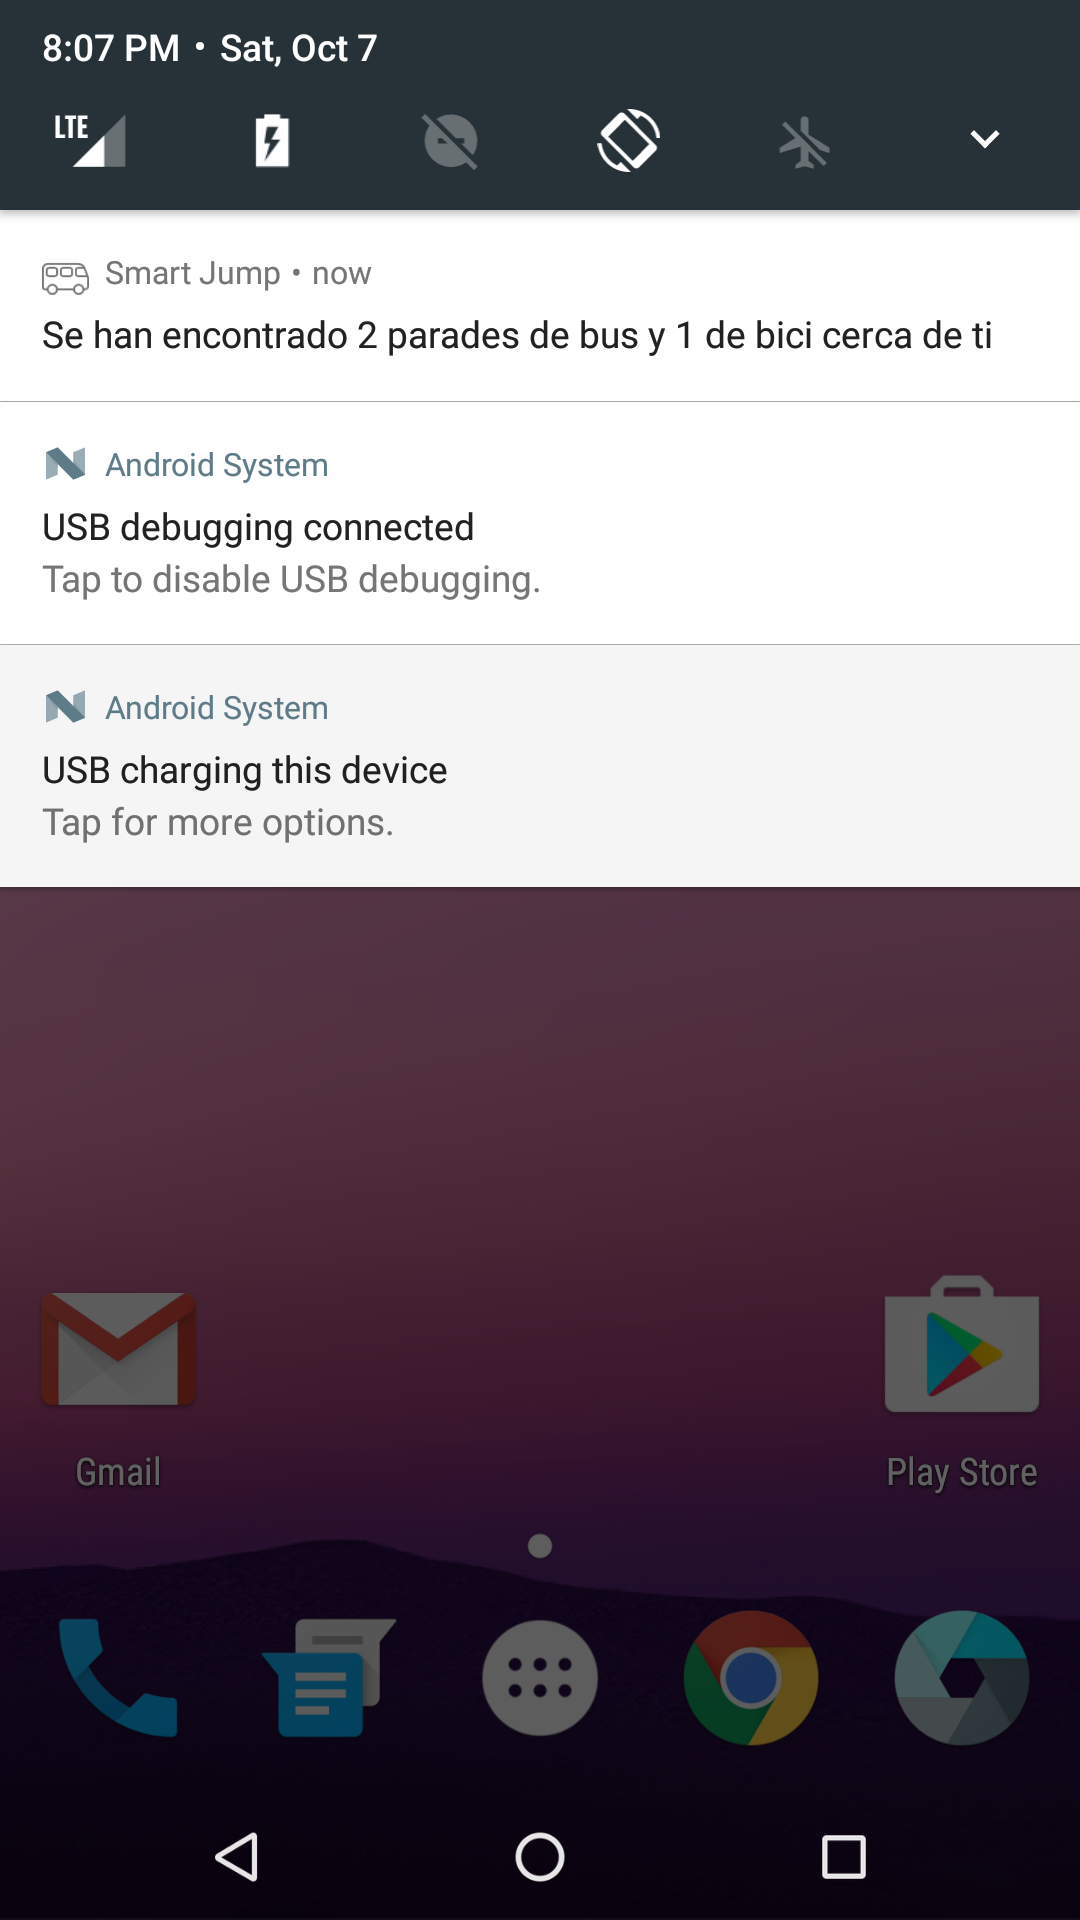 8:07 PM • Sat, Oct 7
LTE
Smart Jump • now
Se han encontrado 2 parades de bus y 1 de bici cerca de ti
Android System
USB debugging connected
Tap to disable USB debugging.
Android System
USB charging this device
Tap for more options.
Gmail
Play Store